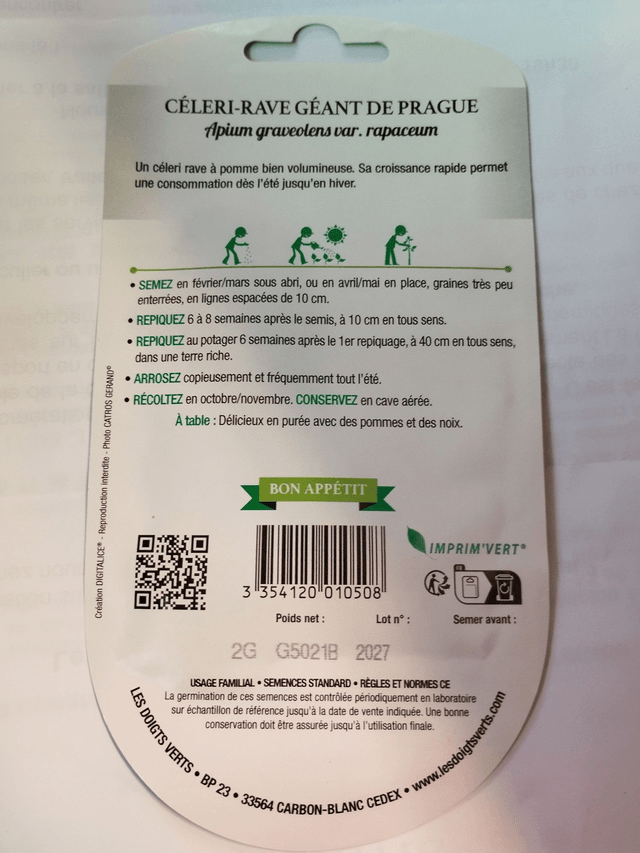 CÉLERI-RAVE GÉANT DE PRAGUE
Apium graveolens var. rapaceum
Un céleri rave à pomme bien volumineuse. Sa croissance rapide permet
une consommation dès l'été jusqu'en hiver.
• SEMEZ en février/mars sous abri, ou en avril/mai en place, graines très peu
enterrées, en lignes espacées de 10 cm.
• REPIQUEZ 6 à 8 semaines après le semis, à 10 cm en tous sens.
• REPIQUEZ au potager 6 semaines après le 1er repiquage, à 40 cm en tous sens,
dans une terre riche.
• ARROSEZ copieusement et fréquemment tout l'été.
• RÉCOLTEZ en octobre/novembre. CONSERVEZ en cave aérée.
À table : Délicieux en purée avec des pommes et des noix.
Création DIGITALICE® - Reproduction interdite - Photo CATROS GERAND®
BON APPÉTIT
IMPRIM'VERT®
3 354120 010508
Poids net : Lot n° : Semer avant :
2G G5021B 2027
USAGE FAMILIAL • SEMENCES STANDARD • RÈGLES ET NORMES CE
La germination de ces semences est contrôlée périodiquement en laboratoire
sur échantillon de référence jusqu'à la date de vente indiquée. Une bonne
conservation doit être assurée jusqu'à l'utilisation finale.
LES DOIGTS VERTS • BP 23 • 33564 CARBON-BLANC CEDEX • www.lesdoigtsverts.com